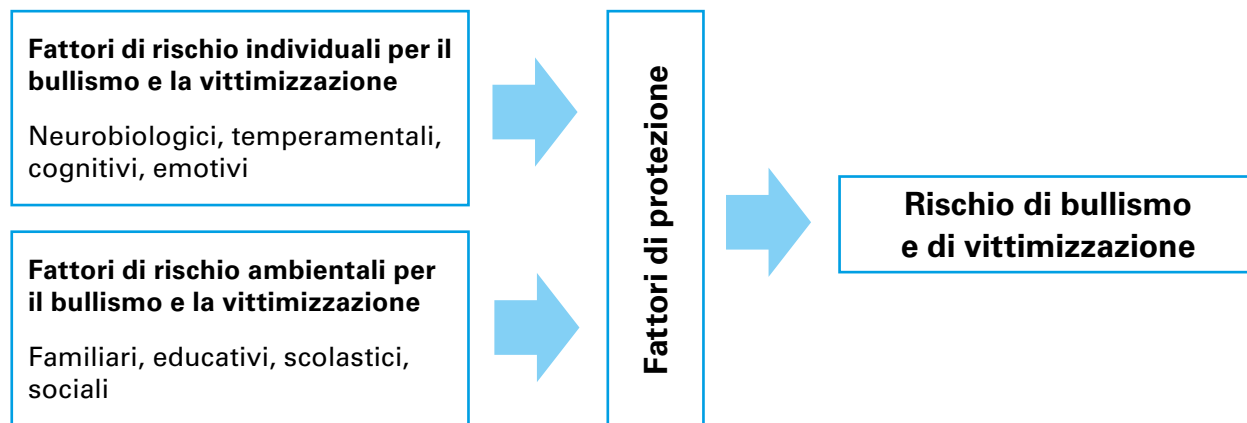 Fattori di rischio individuali per il
bullismo e la vittimizzazione
Neurobiologici, temperamentali,
cognitivi, emotivi
Fattori di rischio ambientali per
il bullismo e la vittimizzazione
Familiari, educativi, scolastici,
sociali
Fattori di protezione
Rischio di bullismo
e di vittimizzazione